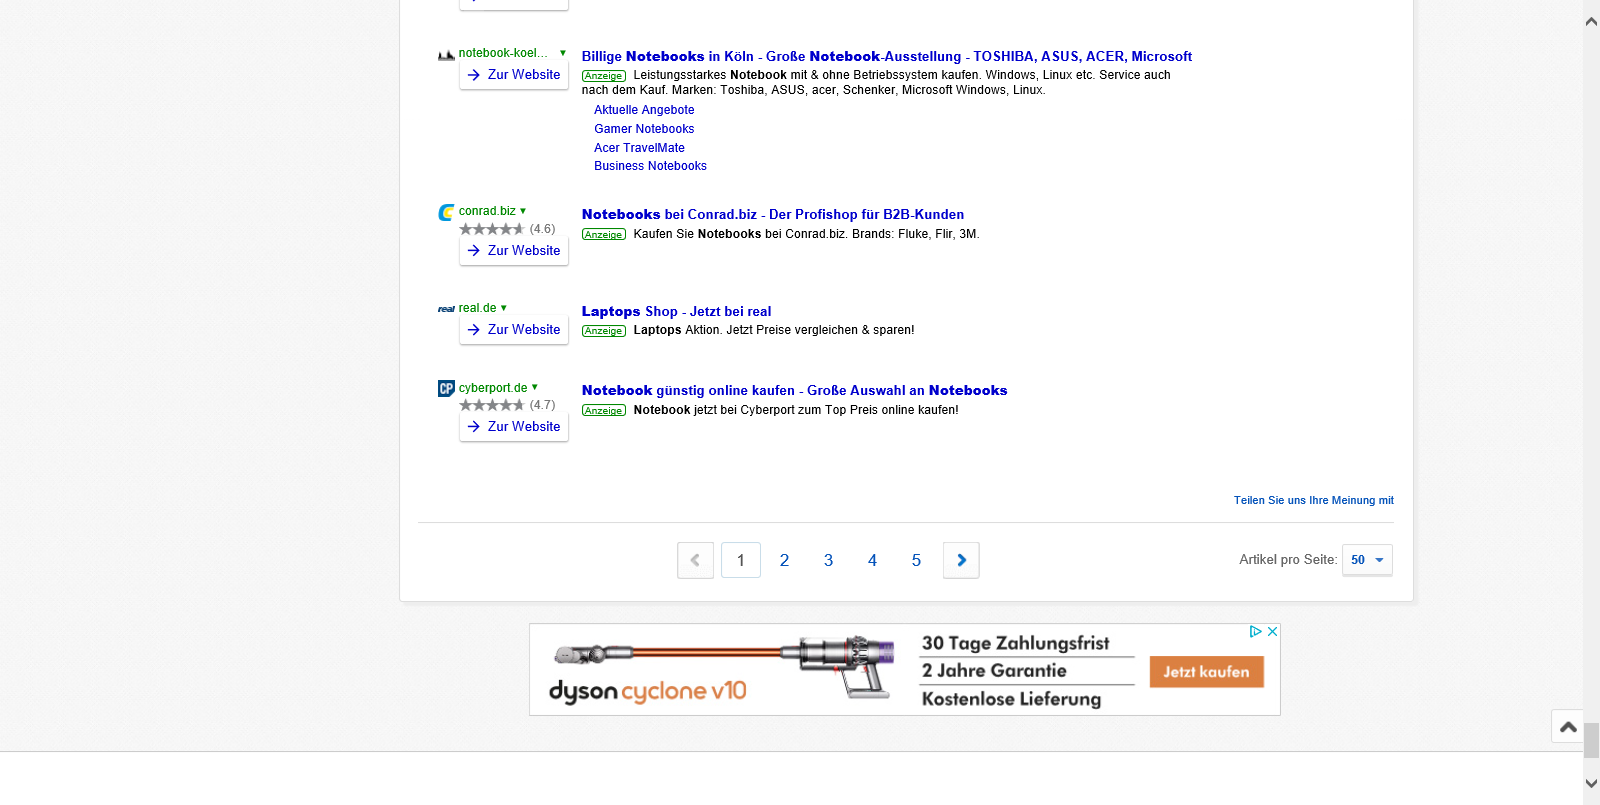 notebook-koel...
Zur Website
Billige Notebooks in Köln - Große Notebook-Ausstellung - TOSHIBA, ASUS, ACER, Microsoft
Anzeige Leistungsstarkes Notebook mit & ohne Betriebssystem kaufen. Windows, Linux etc. Service auch
nach dem Kauf. Marken: Toshiba, ASUS, acer, Schenker, Microsoft Windows, Linux.
Aktuelle Angebote
Gamer Notebooks
Acer TravelMate
Business Notebooks
conrad.biz
(4.6)
Zur Website
Notebooks bei Conrad.biz - Der Profishop für B2B-Kunden
Anzeige Kaufen Sie Notebooks bei Conrad.biz. Brands: Fluke, Flir, 3M.
real real.de
Zur Website
Laptops Shop - Jetzt bei real
Anzeige Laptops Aktion. Jetzt Preise vergleichen & sparen!
CP cyberport.de
(4.7)
Zur Website
Notebook günstig online kaufen - Große Auswahl an Notebooks
Anzeige Notebook jetzt bei Cyberport zum Top Preis online kaufen!
Teilen Sie uns Ihre Meinung mit
1 2 3 4 5
Artikel pro Seite: 50
dyson cyclone v10
30 Tage Zahlungsfrist
2 Jahre Garantie
Kostenlose Lieferung
Jetzt kaufen